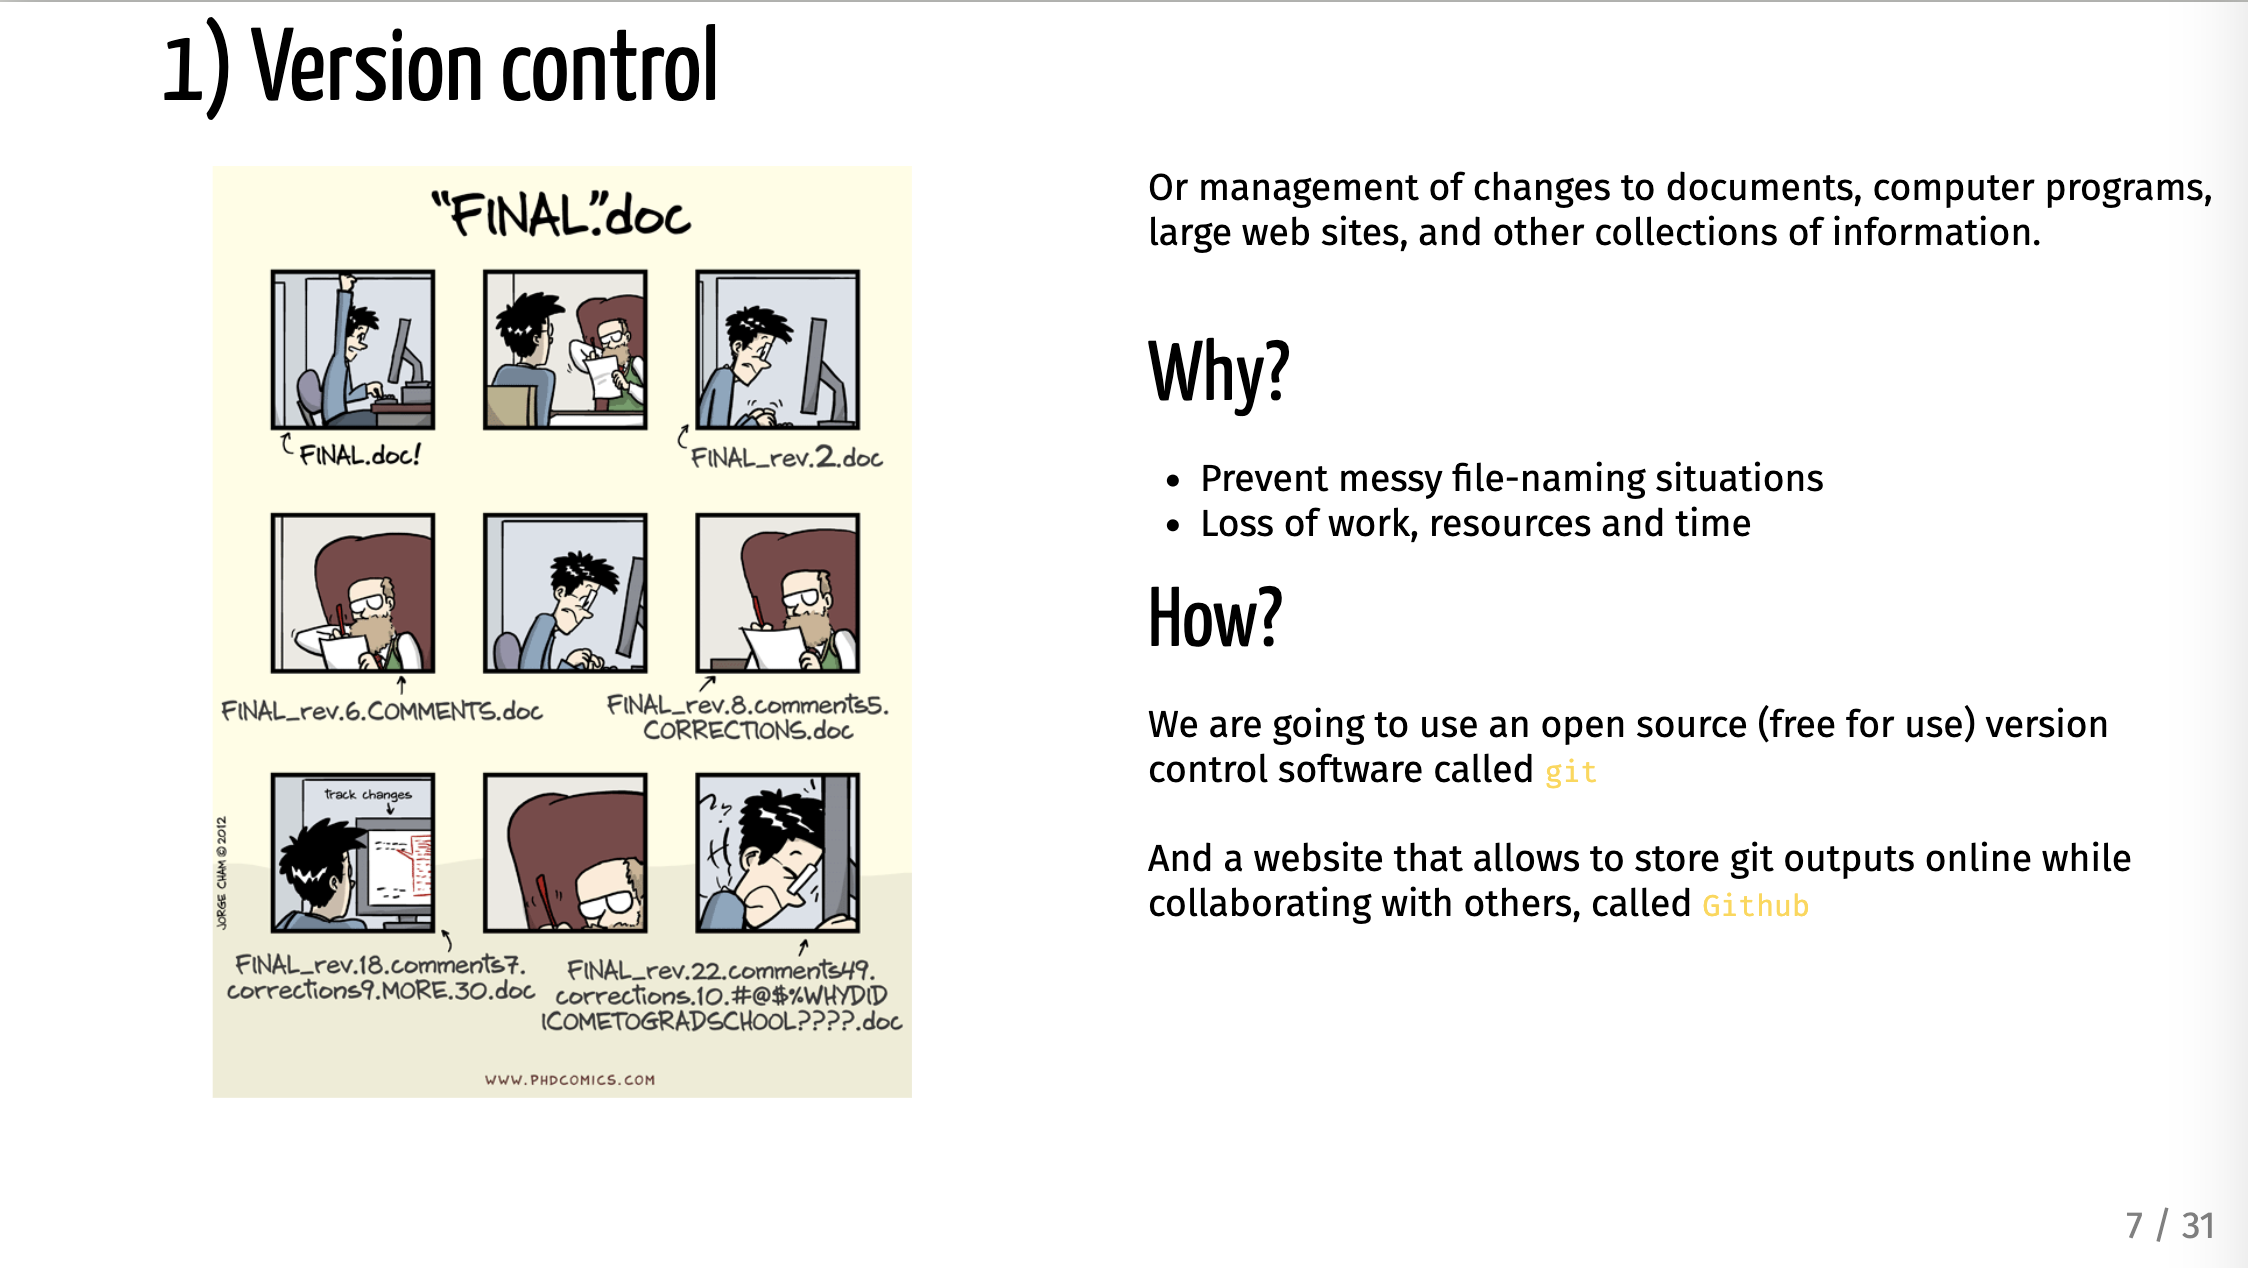 1) Version control
"FINAL".doc
FINAL.doc!
FINAL_rev.2.doc
FINAL_rev.6.COMMENTS.doc
FINAL_rev.8.comments5.
CORRECTIONS.doc
track changes
FINAL_rev.18.comments7.
corrections9.MORE.30.doc
FINAL_rev.22.comments49.
corrections.10.#@$%WHYDID
ICOMETOGRADSCHOOL????.doc
JORGE CHAM © 2012
WWW.PHDCOMICS.COM
Or management of changes to documents, computer programs,
large web sites, and other collections of information.
Why?
• Prevent messy file-naming situations
• Loss of work, resources and time
How?
We are going to use an open source (free for use) version
control software called git
And a website that allows to store git outputs online while
collaborating with others, called Github
7 / 31